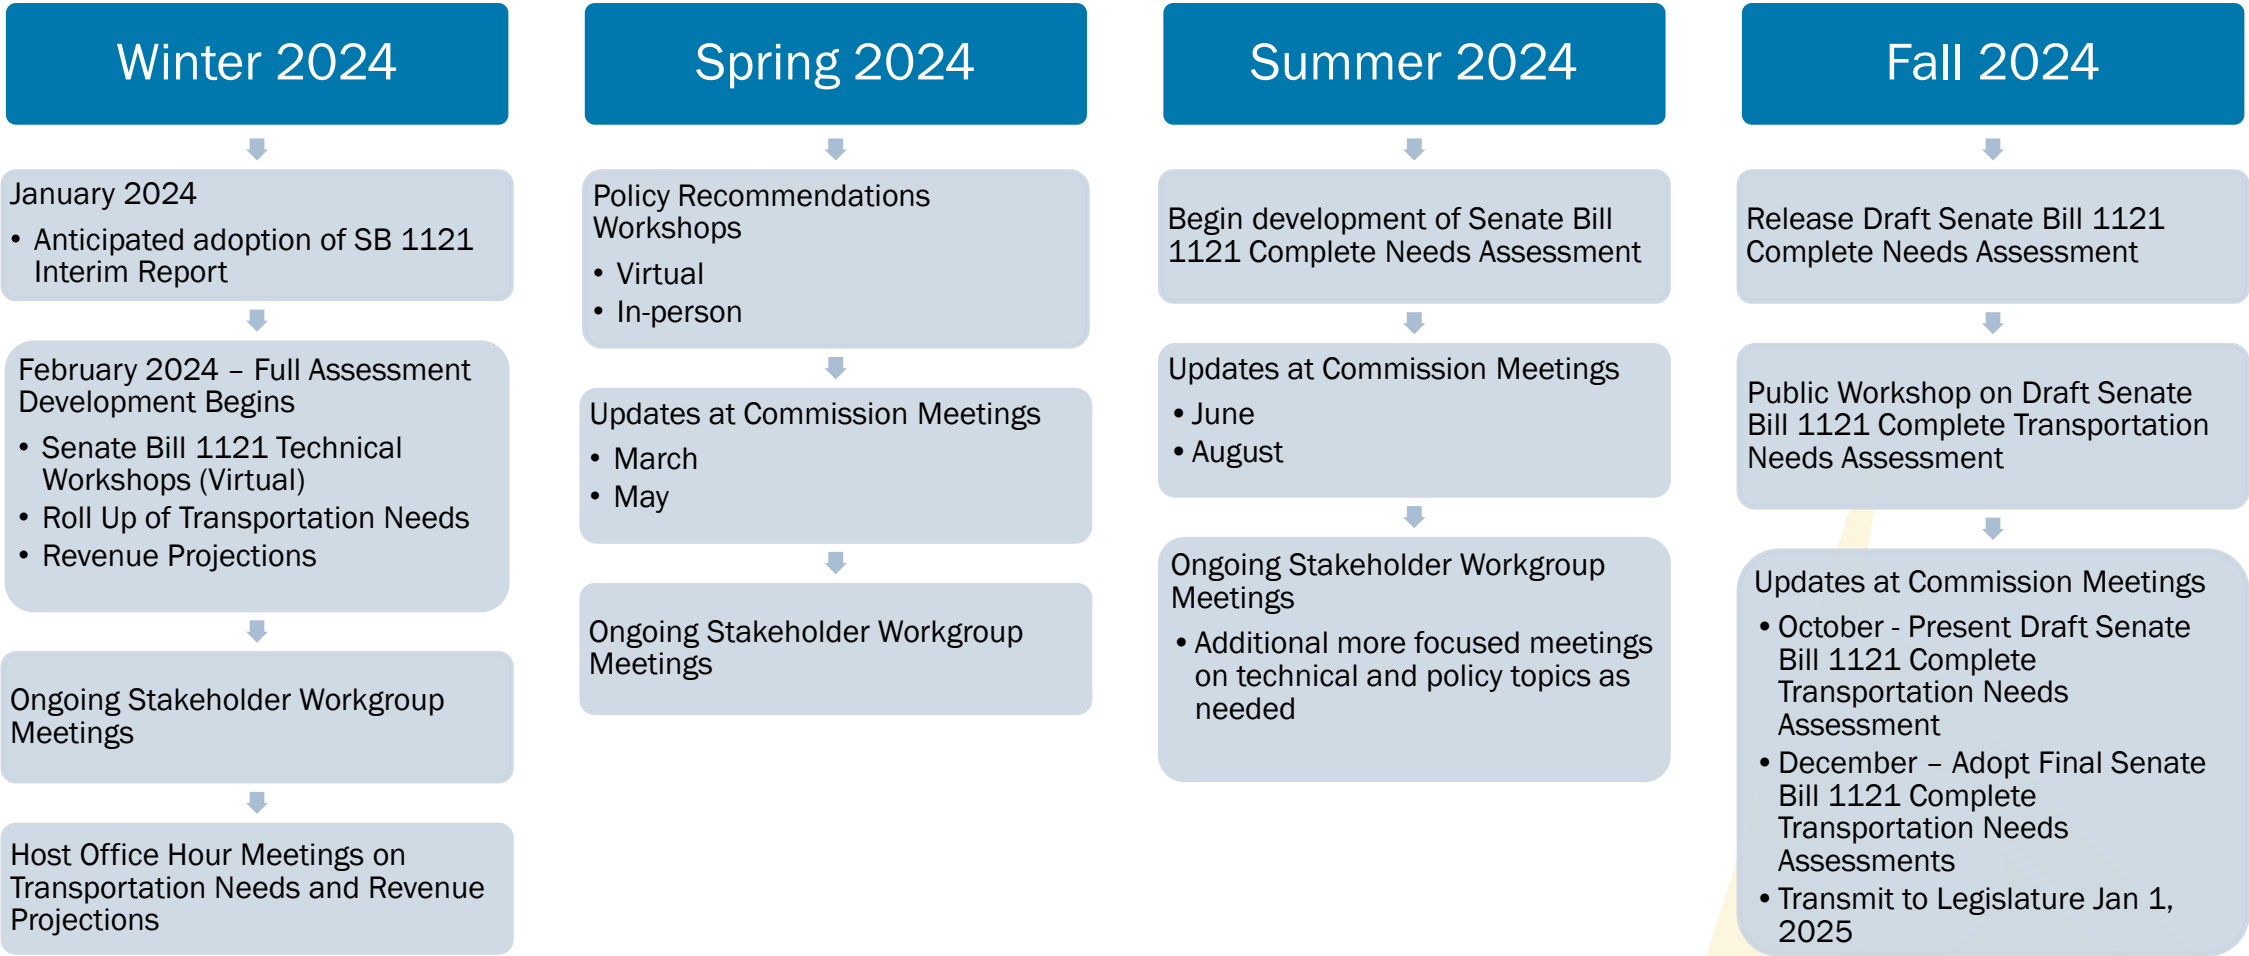 Winter 2024
January 2024
• Anticipated adoption of SB 1121
Interim Report
February 2024 – Full Assessment
Development Begins
• Senate Bill 1121 Technical
Workshops (Virtual)
• Roll Up of Transportation Needs
• Revenue Projections
Ongoing Stakeholder Workgroup
Meetings
Host Office Hour Meetings on
Transportation Needs and Revenue
Projections
Spring 2024
Policy Recommendations
Workshops
• Virtual
• In-person
Updates at Commission Meetings
• March
• May
Ongoing Stakeholder Workgroup
Meetings
Summer 2024
Begin development of Senate Bill
1121 Complete Needs Assessment
Updates at Commission Meetings
• June
• August
Ongoing Stakeholder Workgroup
Meetings
• Additional more focused meetings
on technical and policy topics as
needed
Fall 2024
Release Draft Senate Bill 1121
Complete Needs Assessment
Public Workshop on Draft Senate
Bill 1121 Complete Transportation
Needs Assessment
Updates at Commission Meetings
• October - Present Draft Senate
Bill 1121 Complete
Transportation Needs
Assessment
• December – Adopt Final Senate
Bill 1121 Complete
Transportation Needs
Assessments
• Transmit to Legislature Jan 1,
2025